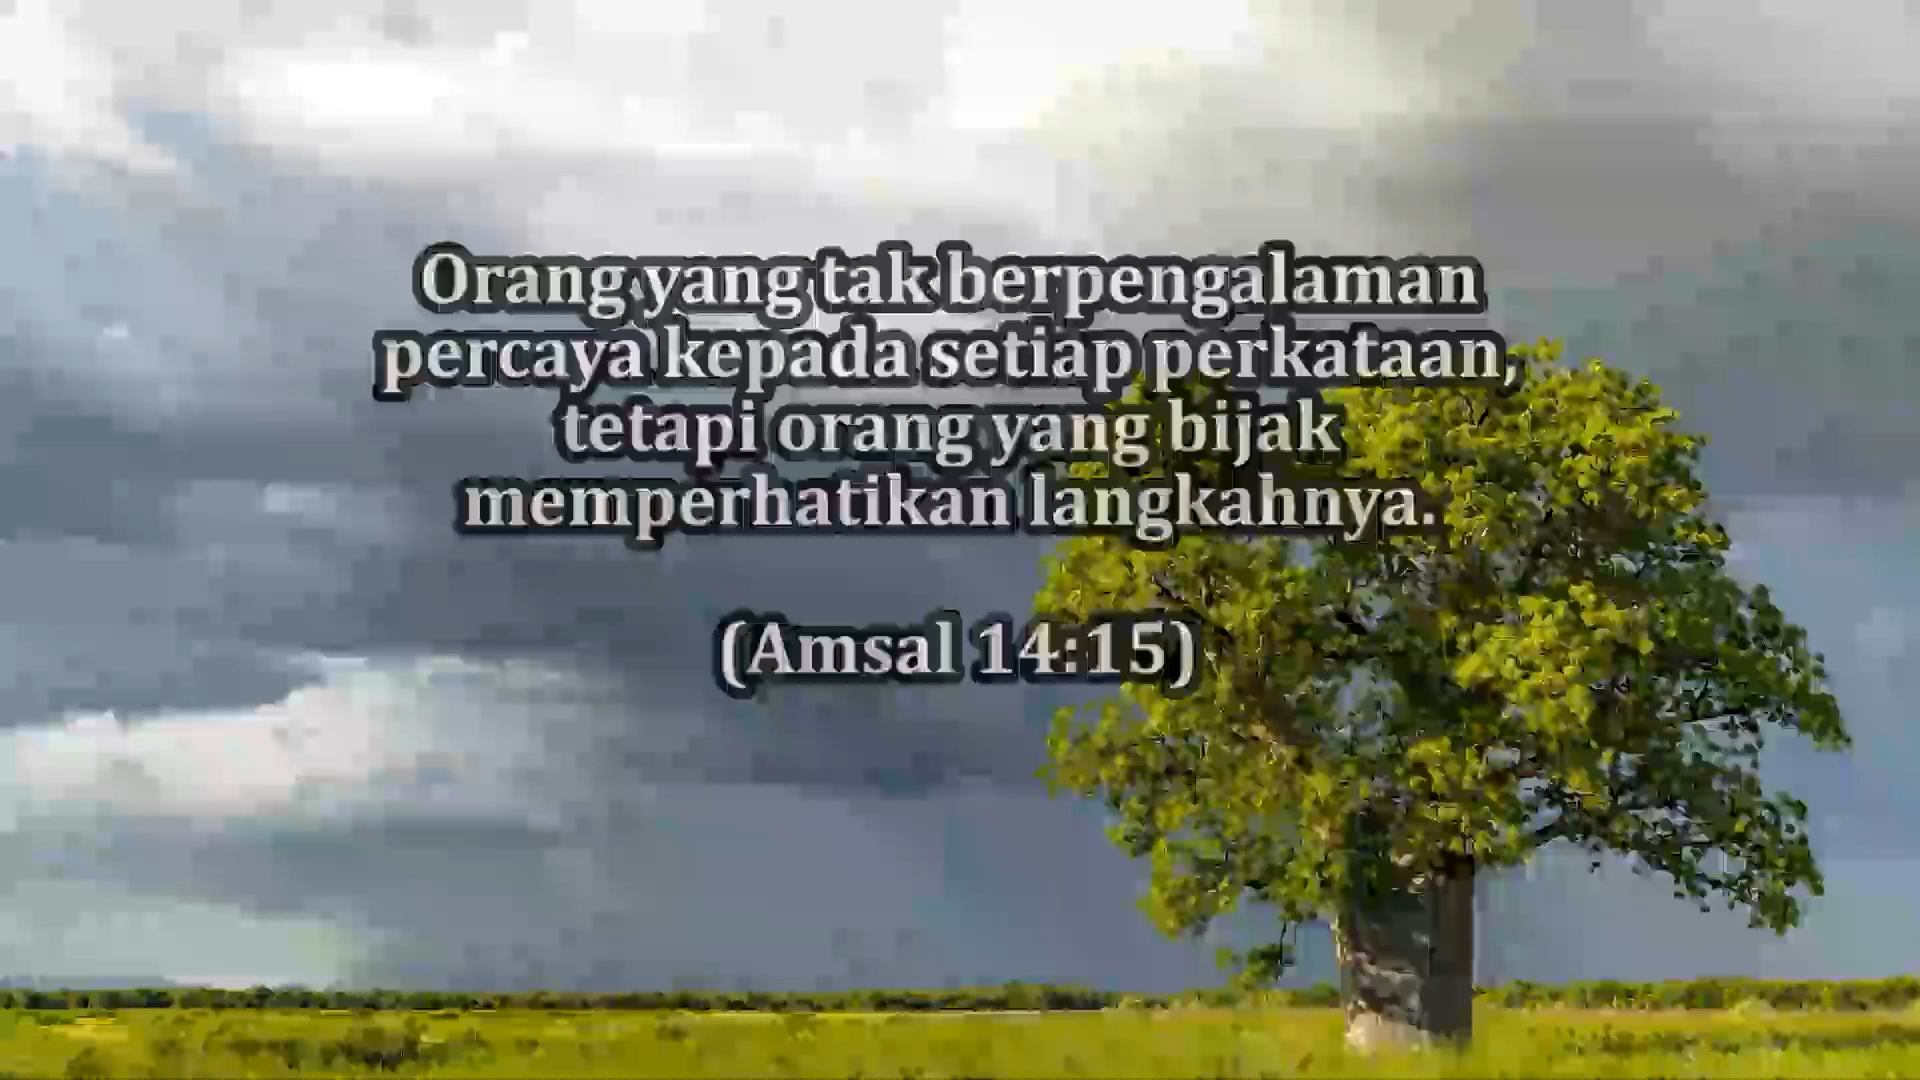 Orang yang tak berpengalaman
percaya kepada setiap perkataan,
tetapi orang yang bijak
memperhatikan langkahnya.
(Amsal 14:15)